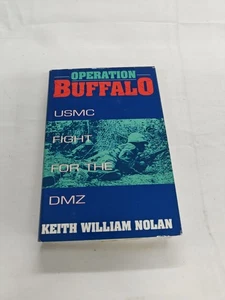 OPERATION
BUFFALO
USMC
FIGHT
FOR THE
DMZ
KEITH WILLIAM NOLAN